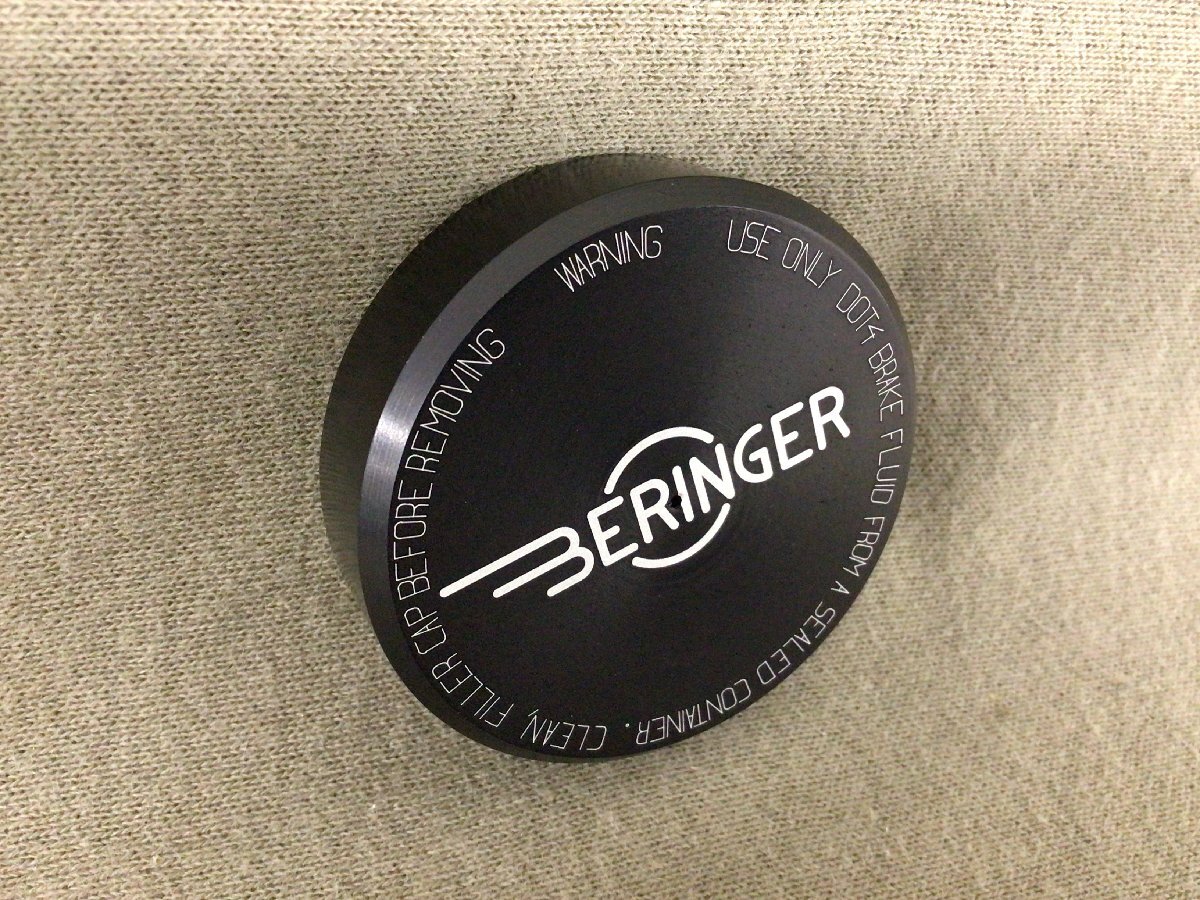 WARNING
USE ONLY DOT4 BRAKE FLUID FROM A SEALED CONTAINER. CLEAN, FILLER CAP BEFORE REMOVING
BERINGER